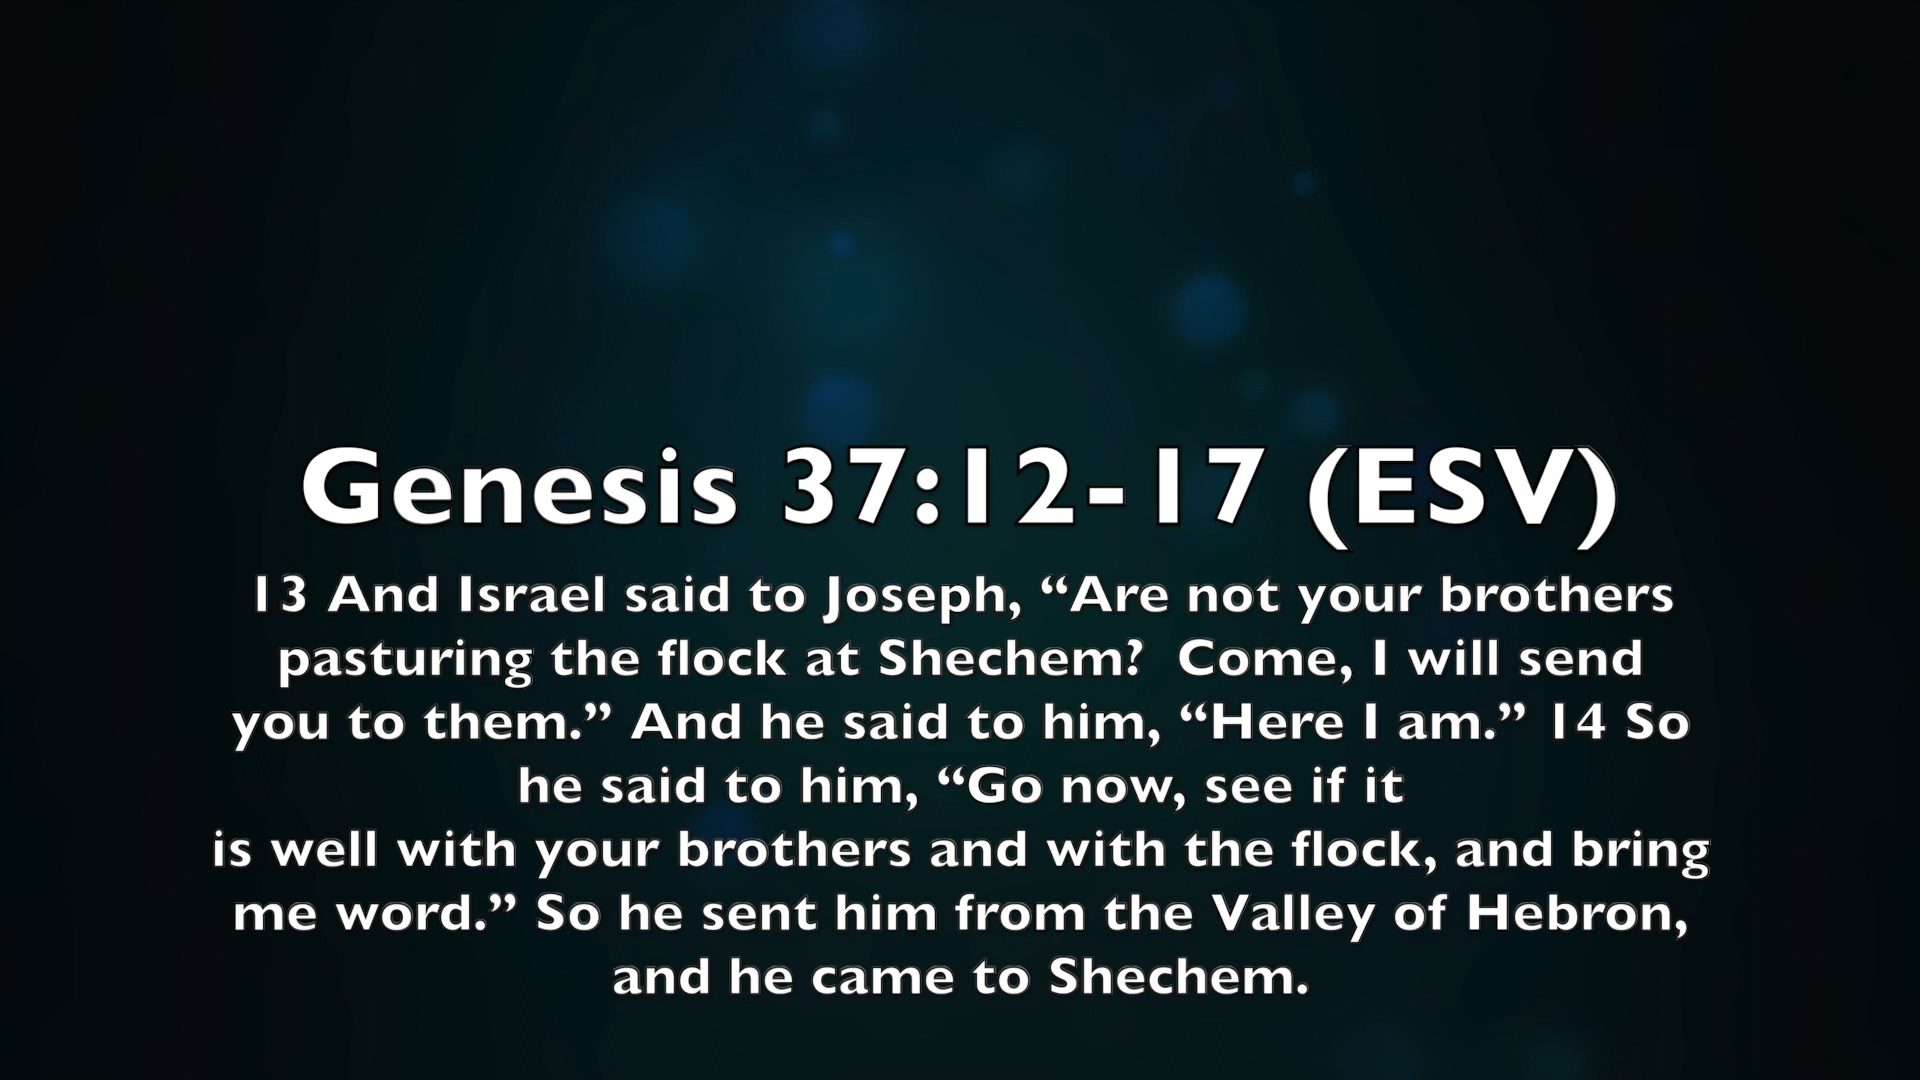 Genesis 37:12-17 (ESV)
13 And Israel said to Joseph, “Are not your brothers
pasturing the flock at Shechem?  Come, I will send
you to them.” And he said to him, “Here I am.” 14 So
he said to him, “Go now, see if it
is well with your brothers and with the flock, and bring
me word.” So he sent him from the Valley of Hebron,
and he came to Shechem.